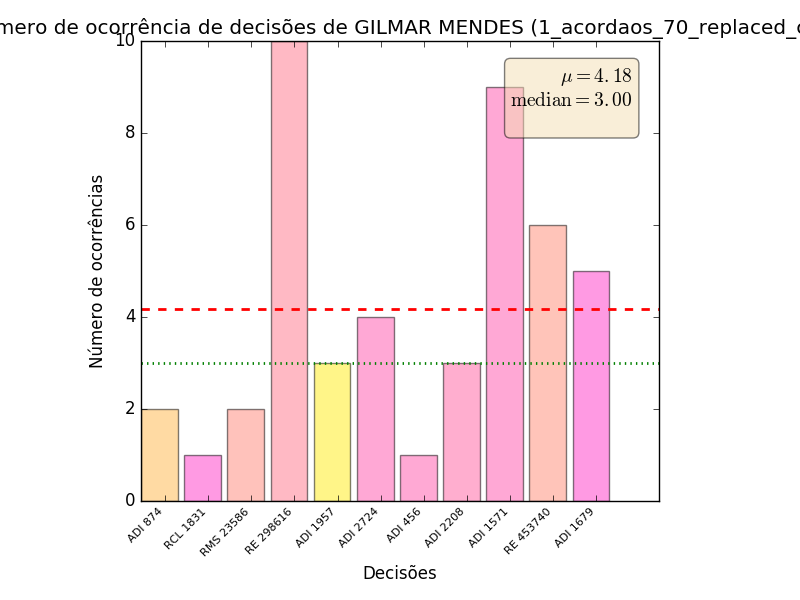 mero de ocorrência de decisões de GILMAR MENDES (1_acordaos_70_replaced_
μ = 4.18
median = 3.00
Número de ocorrências
10
8
6
4
2
0
ADI 874
RCL 1831
RMS 23586
RE 298616
ADI 1957
ADI 2724
ADI 456
ADI 2208
ADI 1571
RE 453740
ADI 1679
Decisões